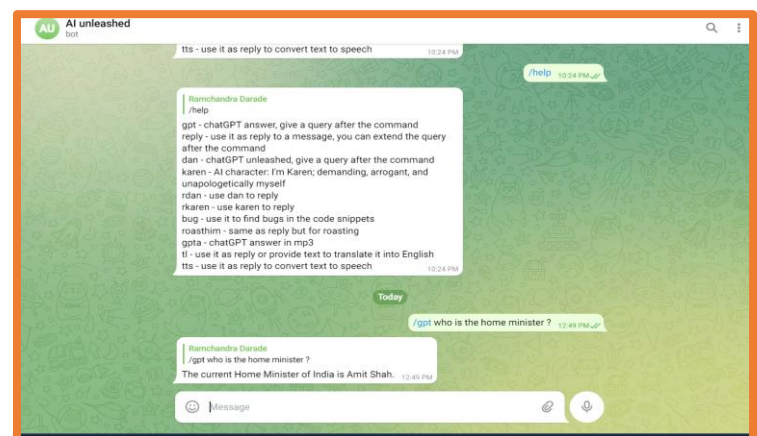 AU
AI unleashed
bot
tts - use it as reply to convert text to speech
10:24 PM
/help 10:24 PM
Ramchandra Darade
/help
gpt - chatGPT answer, give a query after the command
reply - use it as reply to a message, you can extend the query
after the command
dan - chatGPT unleashed, give a query after the command
karen - AI character: I'm Karen; demanding, arrogant, and
unapologetically myself
rdan - use dan to reply
rkaren - use karen to reply
bug - use it to find bugs in the code snippets
roasthim - same as reply but for roasting
gpta - chatGPT answer in mp3
tl - use it as reply or provide text to translate it into English
tts - use it as reply to convert text to speech
10:24 PM
Today
/gpt who is the home minister ? 12:49 PM
Ramchandra Darade
/gpt who is the home minister ?
The current Home Minister of India is Amit Shah. 12:49 PM
Message